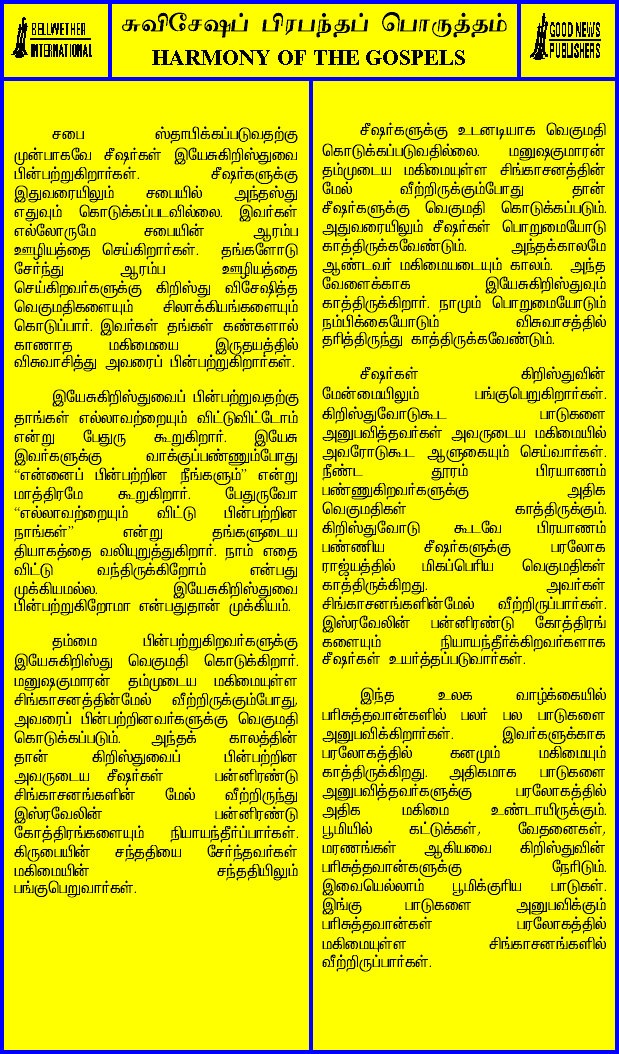 BELLWETHER
INTERNATIONAL
சுவிசேஷப் பிரபந்தப் பொருத்தம்
HARMONY OF THE GOSPELS
GOOD NEWS
PUBLISHERS
சபை ஸ்தாபிக்கப்படுவதற்கு
முன்பாகவே சீஷர்கள் இயேசுகிறிஸ்துவை
பின்பற்றுகிறார்கள். சீஷர்களுக்கு
இதுவரையிலும் சபையில் அந்தஸ்து
எதுவும் கொடுக்கப்படவில்லை. இவர்கள்
எல்லோருமே சபையின் ஆரம்ப
ஊழியத்தை செய்கிறார்கள். தங்களோடு
சேர்ந்து ஆரம்ப ஊழியத்தை
செய்கிறவர்களுக்கு கிறிஸ்து விசேஷித்த
வெகுமதிகளையும் சிலாக்கியங்களையும்
கொடுப்பார். இவர்கள் தங்கள் கண்களால்
காணாத மகிமையை இருதயத்தில்
விசுவாசித்து அவரைப் பின்பற்றுகிறார்கள்.
இயேசுகிறிஸ்துவைப் பின்பற்றுவதற்கு
தாங்கள் எல்லாவற்றையும் விட்டுவிட்டோம்
என்று பேதுரு கூறுகிறார். இயேசு
இவர்களுக்கு வாக்குப்பண்ணும்போது
“என்னைப் பின்பற்றின நீங்களும்” என்று
மாத்திரமே கூறுகிறார். பேதுருவோ
“எல்லாவற்றையும் விட்டு பின்பற்றின
நாங்கள்” என்று தங்களுடைய
தியாகத்தை வலியுறுத்துகிறார். நாம் எதை
விட்டு வந்திருக்கிறோம் என்பது
முக்கியமல்ல. இயேசுகிறிஸ்துவை
பின்பற்றுகிறோமா என்பதுதான் முக்கியம்.
தம்மை பின்பற்றுகிறவர்களுக்கு
இயேசுகிறிஸ்து வெகுமதி கொடுக்கிறார்.
மனுஷகுமாரன் தம்முடைய மகிமையுள்ள
சிங்காசனத்தின்மேல் வீற்றிருக்கும்போது,
அவரைப் பின்பற்றினவர்களுக்கு வெகுமதி
கொடுக்கப்படும். அந்தக் காலத்தின்
தான் கிறிஸ்துவைப் பின்பற்றின
அவருடைய சீஷர்கள் பன்னிரண்டு
சிங்காசனங்களின் மேல் வீற்றிருந்து
இஸ்ரவேலின் பன்னிரண்டு
கோத்திரங்களையும் நியாயந்தீர்ப்பார்கள்.
கிருபையின் சந்ததியை சேர்ந்தவர்கள்
மகிமையின் சந்ததியிலும்
பங்குபெறுவார்கள்.
சீஷர்களுக்கு உடனடியாக வெகுமதி
கொடுக்கப்படுவதில்லை. மனுஷகுமாரன்
தம்முடைய மகிமையுள்ள சிங்காசனத்தின்
மேல் வீற்றிருக்கும்போது தான்
சீஷர்களுக்கு வெகுமதி கொடுக்கப்படும்.
அதுவரையிலும் சீஷர்கள் பொறுமையோடு
காத்திருக்கவேண்டும். அந்தக்காலமே
ஆண்டவர் மகிமையடையும் காலம். அந்த
வேளைக்காக இயேசுகிறிஸ்துவும்
காத்திருக்கிறார். நாமும் பொறுமையோடும்
நம்பிக்கையோடும் விசுவாசத்தில்
தரித்திருந்து காத்திருக்கவேண்டும்.
சீஷர்கள் கிறிஸ்துவின்
மேன்மையிலும் பங்குபெறுகிறார்கள்.
கிறிஸ்துவோடுகூட பாடுகளை
அனுபவித்தவர்கள் அவருடைய மகிமையில்
அவரோடுகூட ஆளுகையும் செய்வார்கள்.
நீண்ட தூரம் பிரயாணம்
பண்ணுகிறவர்களுக்கு அதிக
வெகுமதிகள் காத்திருக்கும்.
கிறிஸ்துவோடு கூடவே பிரயாணம்
பண்ணிய சீஷர்களுக்கு பரலோக
ராஜ்யத்தில் மிகப்பெரிய வெகுமதிகள்
காத்திருக்கிறது. அவர்கள்
சிங்காசனங்களின்மேல் வீற்றிருப்பார்கள்.
இஸ்ரவேலின் பன்னிரண்டு கோத்திரங்
களையும் நியாயந்தீர்க்கிறவர்களாக
சீஷர்கள் உயர்த்தப்படுவார்கள்.
இந்த உலக வாழ்க்கையில்
பரிசுத்தவான்களில் பலர் பல பாடுகளை
அனுபவிக்கிறார்கள். இவர்களுக்காக
பரலோகத்தில் கனமும் மகிமையும்
காத்திருக்கிறது. அதிகமாக பாடுகளை
அனுபவித்தவர்களுக்கு பரலோகத்தில்
அதிக மகிமை உண்டாயிருக்கும்.
பூமியில் கட்டுக்கள், வேதனைகள்,
மரணங்கள் ஆகியவை கிறிஸ்துவின்
பரிசுத்தவான்களுக்கு நேரிடும்.
இவையெல்லாம் பூமிக்குரிய பாடுகள்.
இங்கு பாடுகளை அனுபவிக்கும்
பரிசுத்தவான்கள் பரலோகத்தில்
மகிமையுள்ள சிங்காசனங்களில்
வீற்றிருப்பார்கள்.